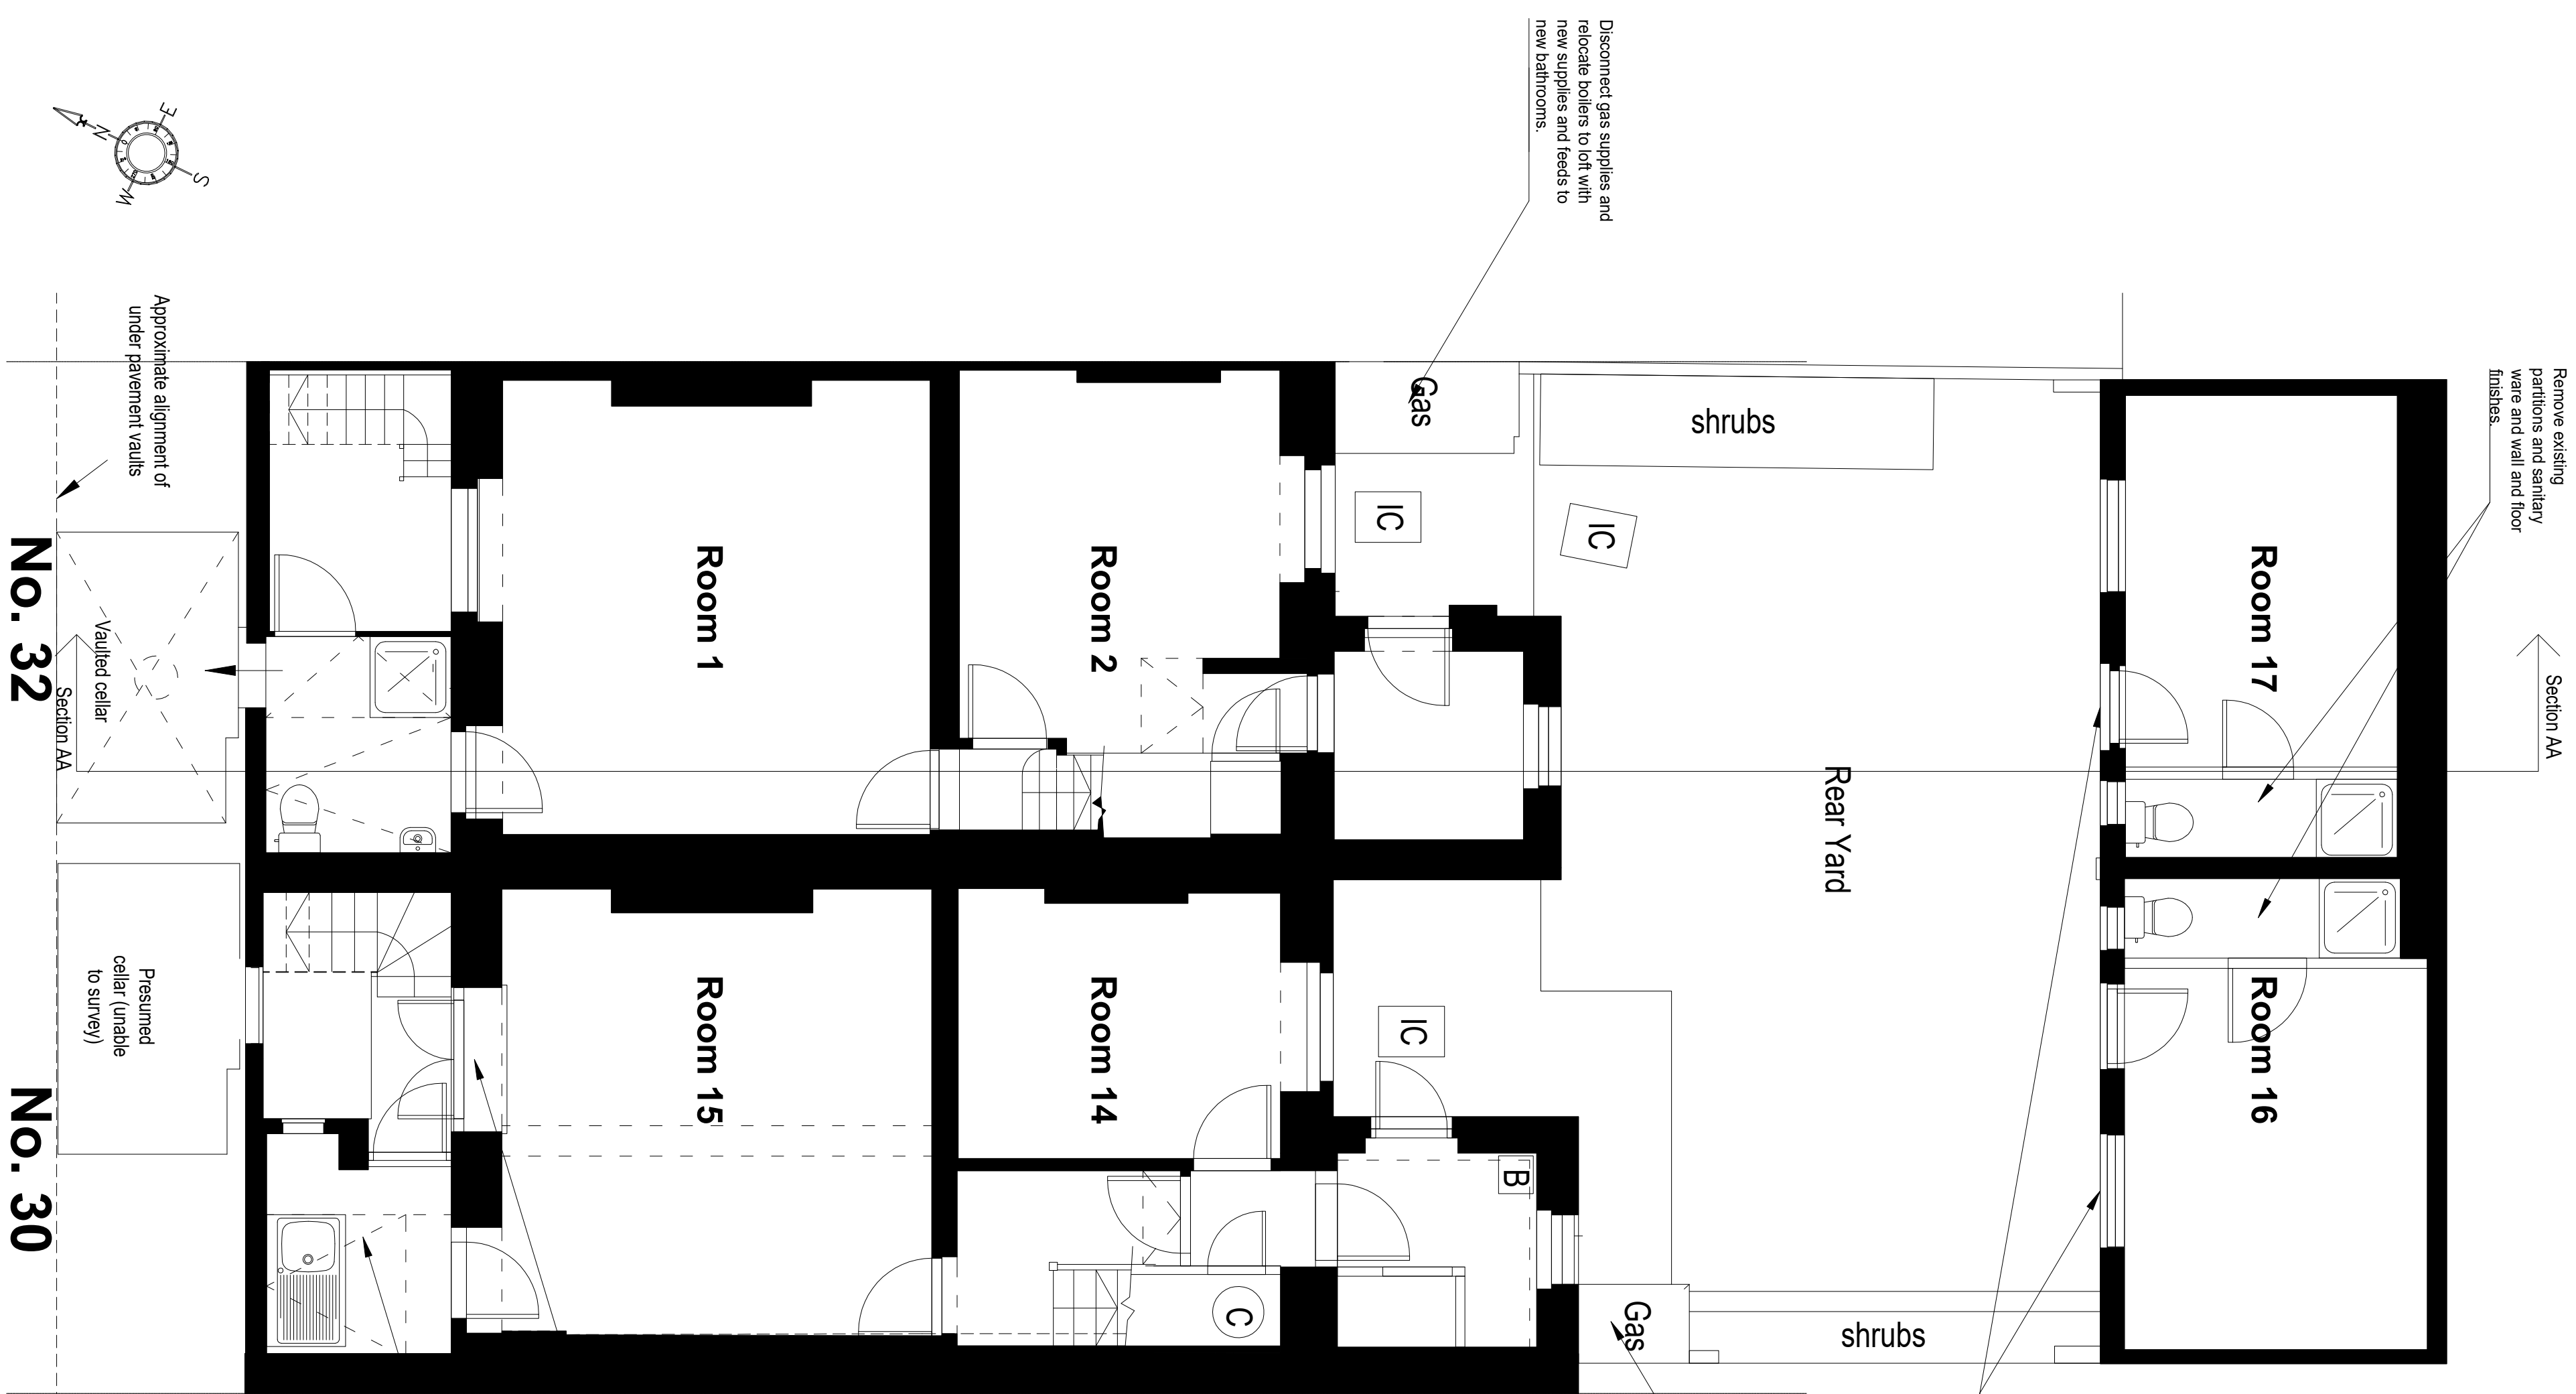 Disconnect gas supplies and
relocate boilers to loft with
new supplies and feeds to
new bathrooms.
Remove existing
partitions and sanitary
ware and wall and floor
finishes.
Section AA
E
N
S
W
Approximate alignment of
under pavement vaults
Gas
shrubs
IC
IC
Room 1
Room 2
Room 17
Vaulted cellar
Section AA
No. 32
Rear Yard
Presumed
cellar (unable
to survey)
Room 15
Room 14
IC
Room 16
B
C
Gas
shrubs
No. 30